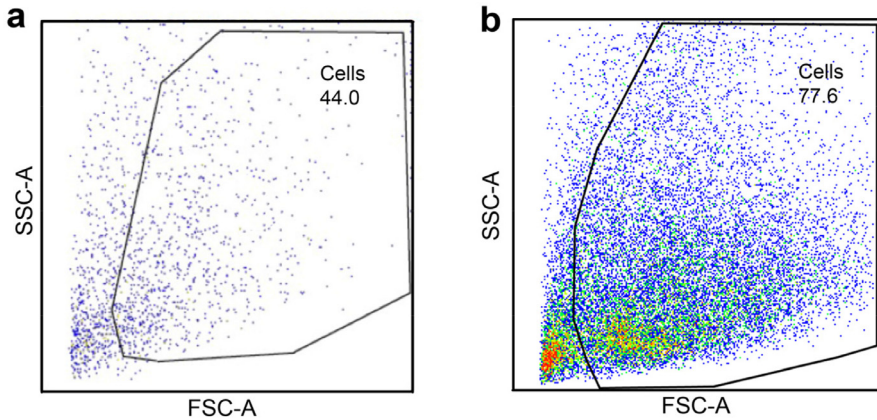 a
Cells
44.0
SSC-A
FSC-A
b
Cells
77.6
SSC-A
FSC-A